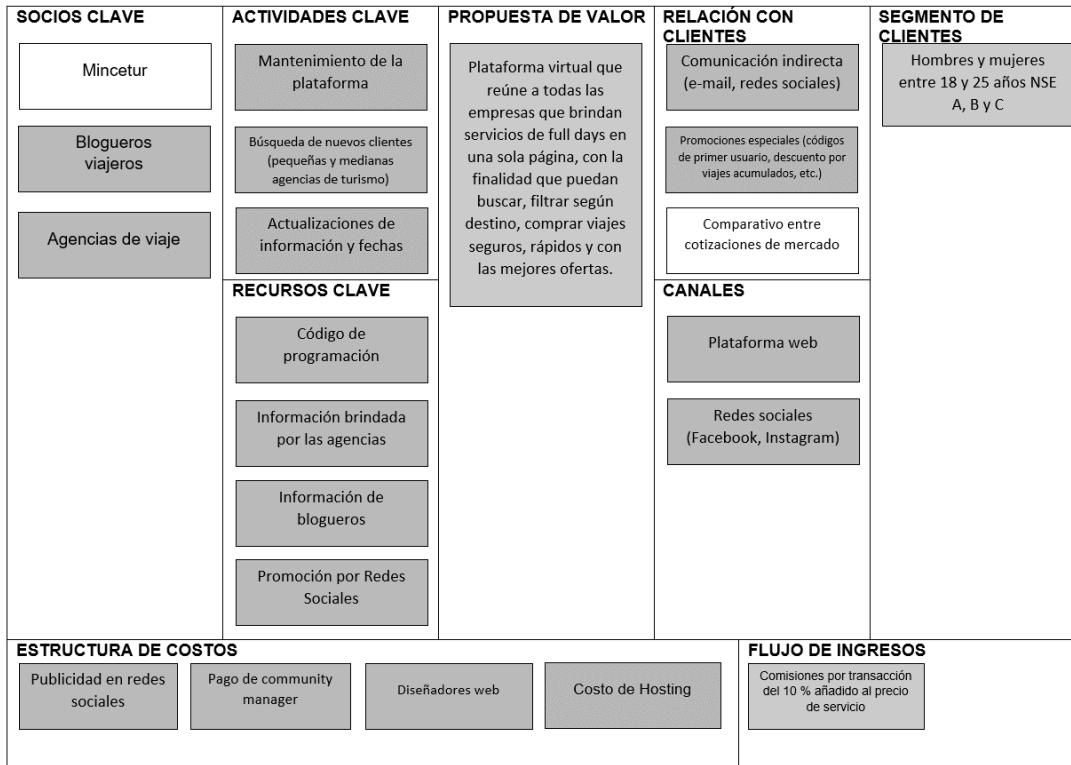 SOCIOS CLAVE
Mincetur
Blogueros
viajeros
Agencias de viaje
ACTIVIDADES CLAVE
Mantenimiento de la
plataforma
Búsqueda de nuevos clientes
(pequeñas y medianas
agencias de turismo)
Actualizaciones de
información y fechas
RECURSOS CLAVE
Código de
programación
Información brindada
por las agencias
Información de
blogueros
Promoción por Redes
Sociales
PROPUESTA DE VALOR
Plataforma virtual que
reúne a todas las
empresas que brindan
servicios de full days en
una sola página, con la
finalidad que puedan
buscar, filtrar según
destino, comprar viajes
seguros, rápidos y con
las mejores ofertas.
RELACIÓN CON
CLIENTES
Comunicación indirecta
(e-mail, redes sociales)
Promociones especiales (códigos
de primer usuario, descuento por
viajes acumulados, etc.)
Comparativo entre
cotizaciones de mercado
CANALES
Plataforma web
Redes sociales
(Facebook, Instagram)
SEGMENTO DE
CLIENTES
Hombres y mujeres
entre 18 y 25 años NSE
A, B y C
ESTRUCTURA DE COSTOS
Publicidad en redes
sociales
Pago de community
manager
Diseñadores web
Costo de Hosting
FLUJO DE INGRESOS
Comisiones por transacción
del 10 % añadido al precio
de servicio